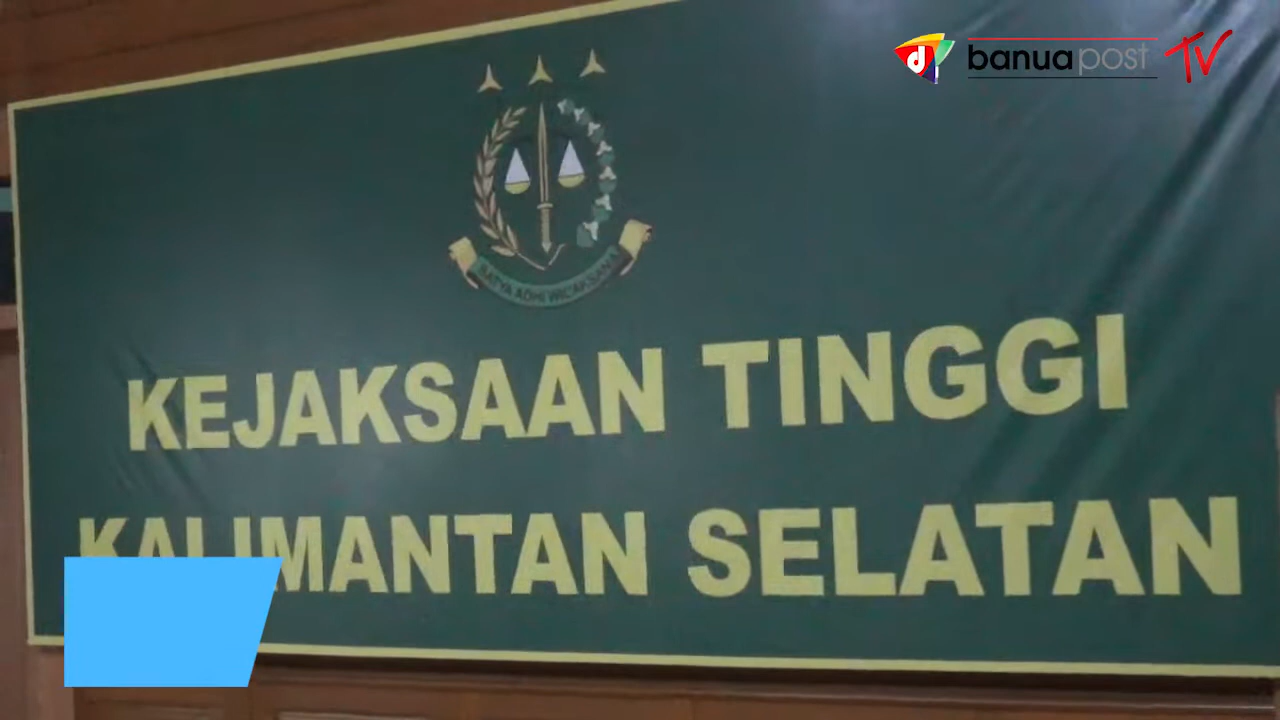 banuapost TV
SATYA ADHI WICAKSANA
KEJAKSAAN TINGGI
KALIMANTAN SELATAN